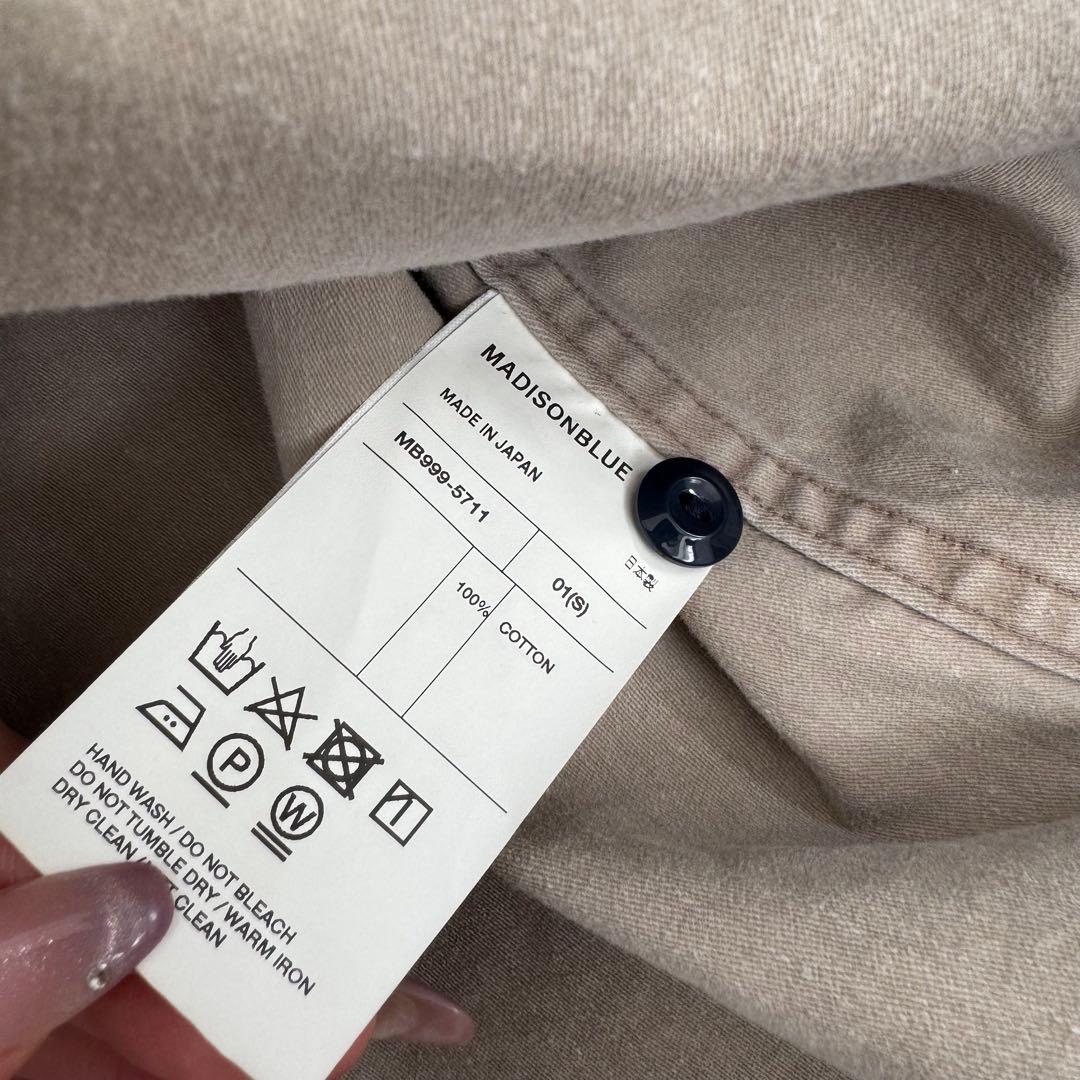 MADISONBLUE
MADE IN JAPAN
日本製
MB999-5711
01(S)
100%
COTTON
P
W
HAND WASH / DO NOT BLEACH
DO NOT TUMBLE DRY / WARM IRON
DRY CLEAN /
CLEAN